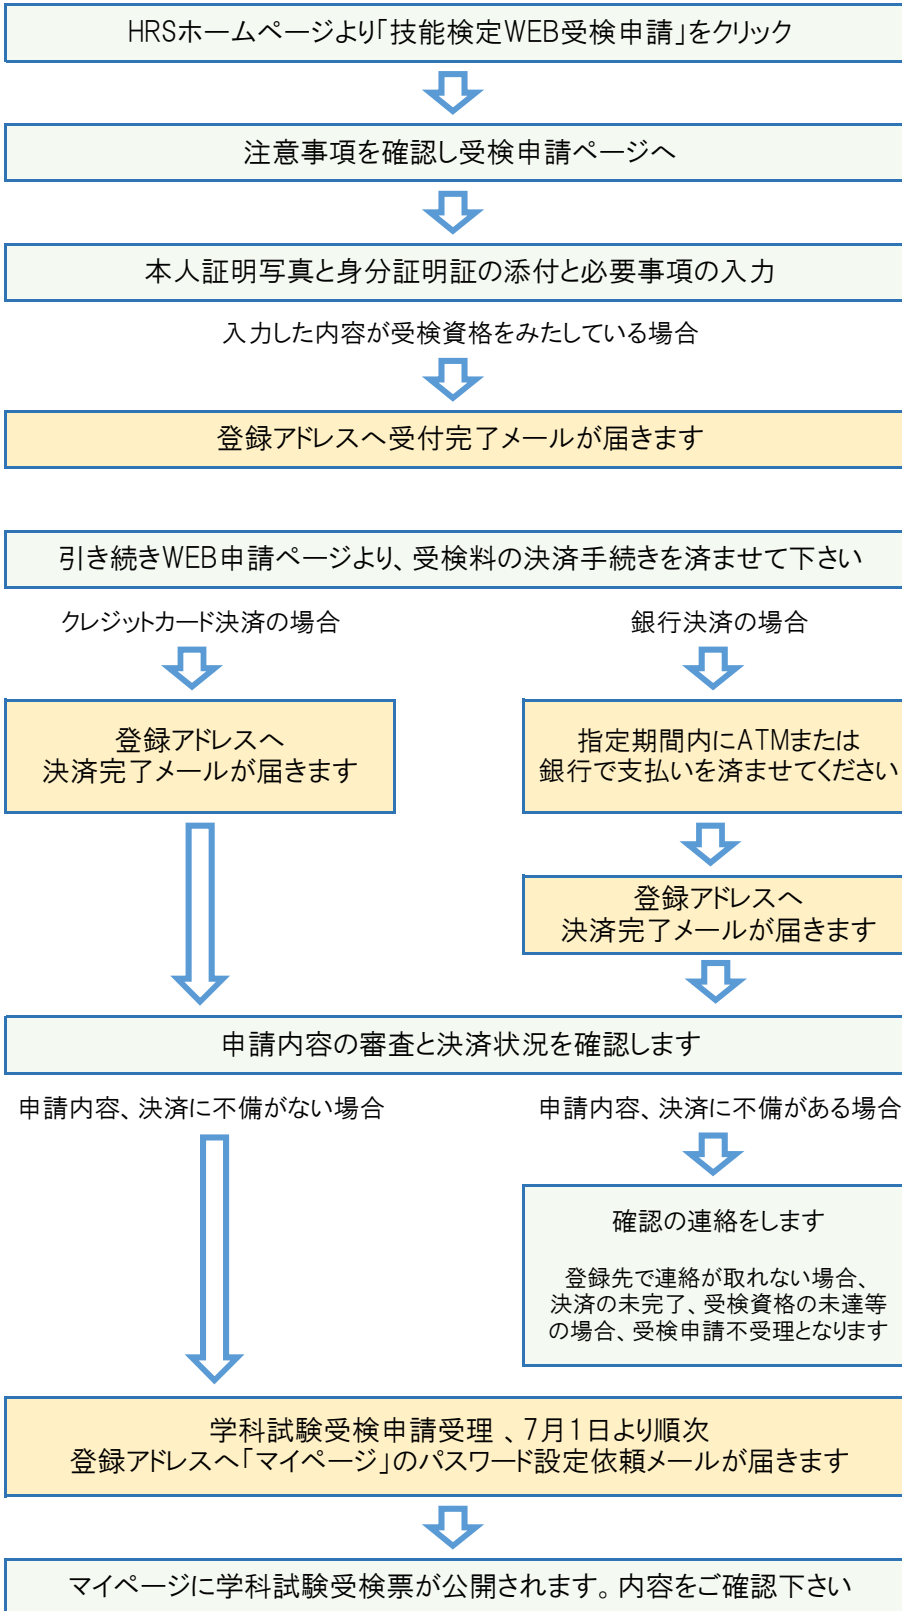 HRSホームページより「技能検定WEB受検申請」をクリック
注意事項を確認し受検申請ページへ
本人証明写真と身分証明証の添付と必要事項の入力
入力した内容が受検資格をみたしている場合
登録アドレスへ受付完了メールが届きます
引き続きWEB申請ページより、受検料の決済手続きを済ませて下さい
クレジットカード決済の場合
登録アドレスへ
決済完了メールが届きます
銀行決済の場合
指定期間内にATMまたは
銀行で支払いを済ませてください
登録アドレスへ
決済完了メールが届きます
申請内容の審査と決済状況を確認します
申請内容、決済に不備がない場合
申請内容、決済に不備がある場合
確認の連絡をします
登録先で連絡が取れない場合、
決済の未完了、受検資格の未達等
の場合、受検申請不受理となります
学科試験受検申請受理 、7月1日より順次
登録アドレスへ「マイページ」のパスワード設定依頼メールが届きます
マイページに学科試験受検票が公開されます。内容をご確認下さい